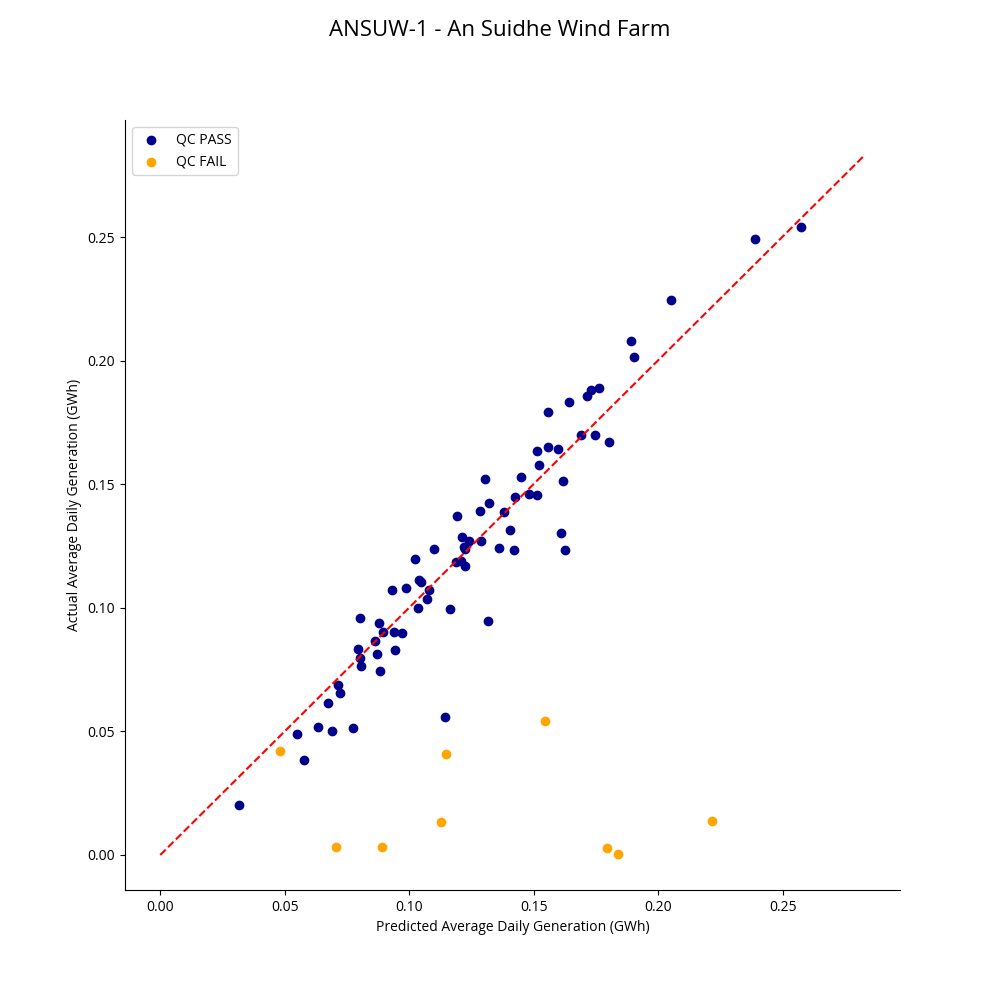 ANSUW-1 - An Suidhe Wind Farm
QC PASS
QC FAIL
Actual Average Daily Generation (GWh)
0.25
0.20
0.15
0.10
0.05
0.00
0.00 0.05 0.10 0.15 0.20 0.25
Predicted Average Daily Generation (GWh)